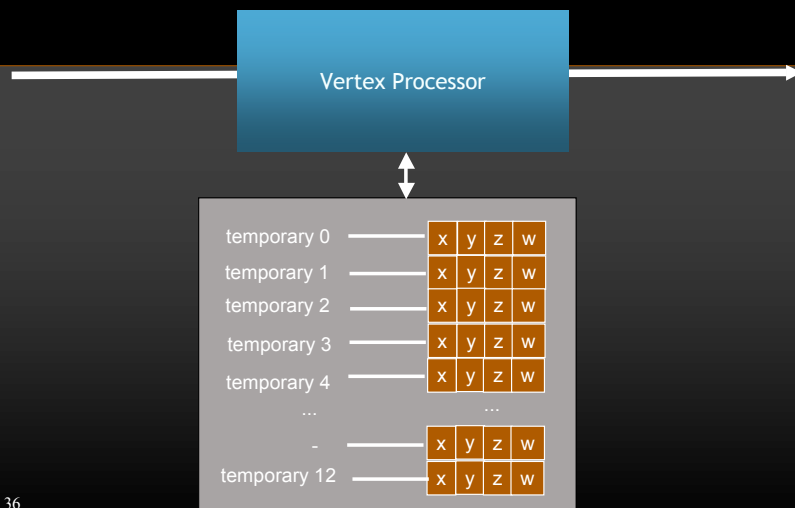 Vertex Processor
temporary 0 x y z w
temporary 1 x y z w
temporary 2 x y z w
temporary 3 x y z w
temporary 4 x y z w
... ...
- x y z w
temporary 12 x y z w
36